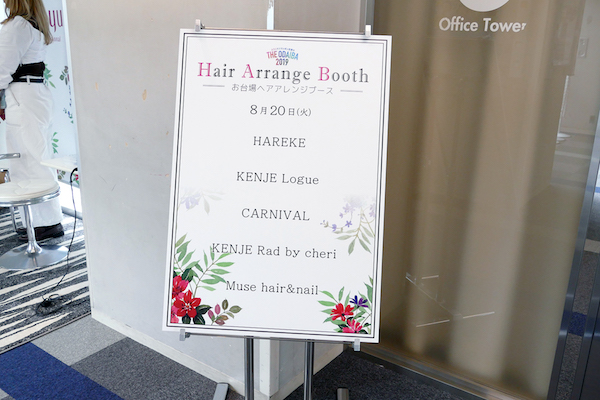 Office Tower
THE ODAIBA
2019
Hair Arrange Booth
お台場ヘアアレンジブース
8月20日(火)
HAREKE
KENJE Logue
CARNIVAL
KENJE Rad by cheri
Muse hair&nail